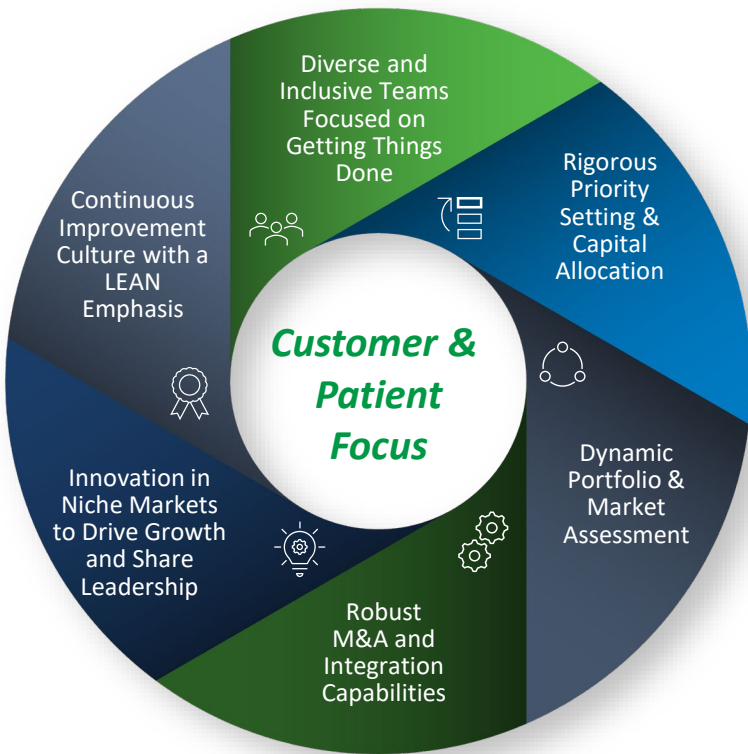 Diverse and
Inclusive Teams
Focused on
Getting Things
Done
Rigorous
Priority
Setting &
Capital
Allocation
Dynamic
Portfolio &
Market
Assessment
Robust
M&A and
Integration
Capabilities
Innovation in
Niche Markets
to Drive Growth
and Share
Leadership
Continuous
Improvement
Culture with a
LEAN
Emphasis
Customer &
Patient
Focus